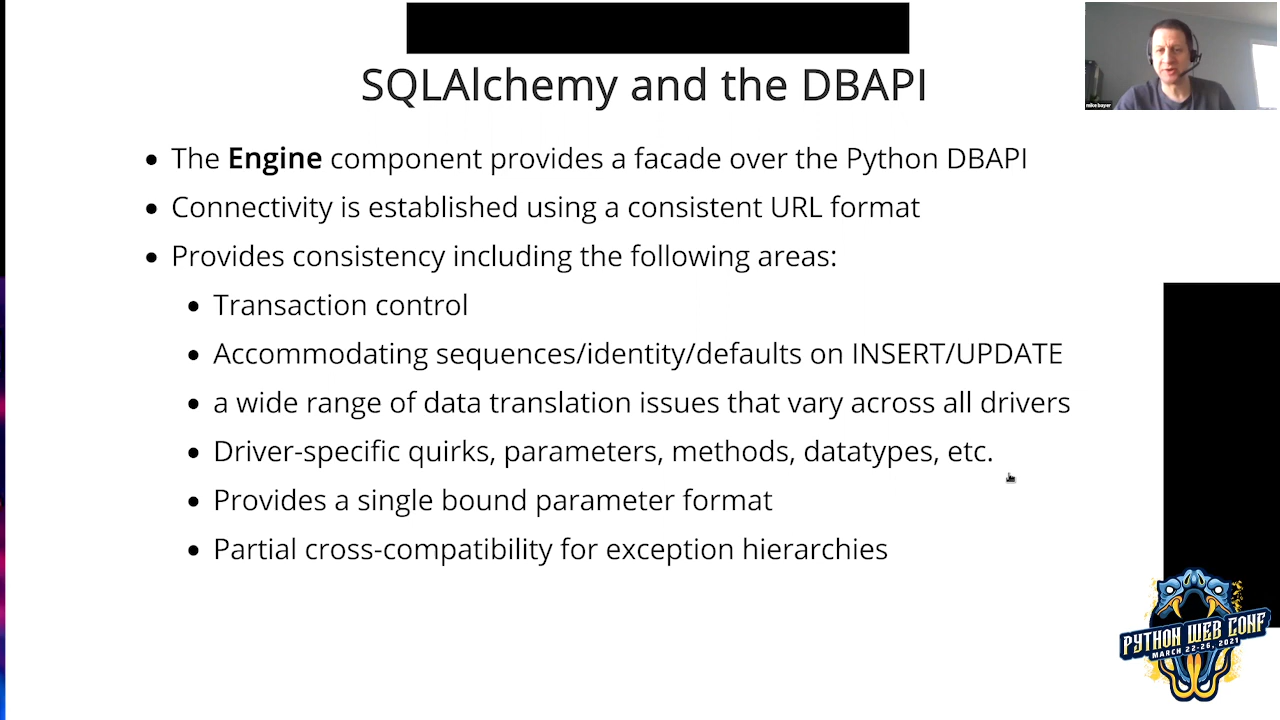 SQLAlchemy and the DBAPI
mike bayer
The Engine component provides a facade over the Python DBAPI
Connectivity is established using a consistent URL format
Provides consistency including the following areas:
Transaction control
Accommodating sequences/identity/defaults on INSERT/UPDATE
a wide range of data translation issues that vary across all drivers
Driver-specific quirks, parameters, methods, datatypes, etc.
Provides a single bound parameter format
Partial cross-compatibility for exception hierarchies
PYTHON WEB CONF
MARCH 22-26, 2021